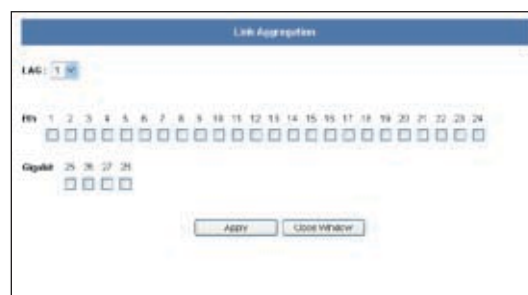 Link Aggregation
LAG: 1
Eth 1 2 3 4 5 6 7 8 9 10 11 12 13 14 15 16 17 18 19 20 21 22 23 24
Gigabit 25 26 27 28
Apply Close Window